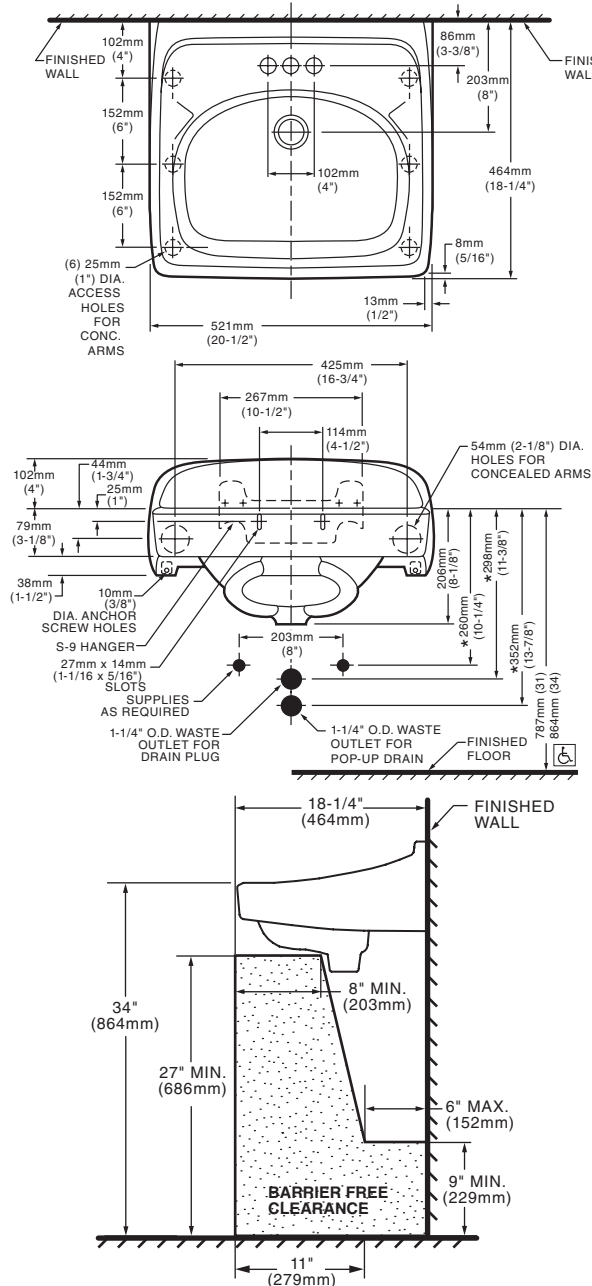 102mm
(4")
86mm
(3-3/8")
FINISHED
WALL
203mm
(8")
FINIS
WAL
152mm
(6")
102mm
(4")
464mm
(18-1/4")
152mm
(6")
8mm
(5/16")
(6) 25mm
(1") DIA.
ACCESS
HOLES
FOR
CONC.
ARMS
13mm
(1/2")
521mm
(20-1/2")
425mm
(16-3/4")
267mm
(10-1/2")
114mm
(4-1/2")
54mm (2-1/8") DIA.
HOLES FOR
CONCEALED ARMS
102mm
(4")
44mm
(1-3/4")
25mm
(1")
79mm
(3-1/8")
38mm
(1-1/2")
10mm
(3/8")
DIA. ANCHOR
SCREW HOLES
S-9 HANGER
27mm x 14mm
(1-1/16 x 5/16")
SLOTS
SUPPLIES
AS REQUIRED
203mm
(8")
206mm
(8-1/8")
★260mm
(10-1/4")
★298mm
(11-3/8")
★352mm
(13-7/8")
787mm (31)
864mm (34)
1-1/4" O.D. WASTE
OUTLET FOR
DRAIN PLUG
1-1/4" O.D. WASTE
OUTLET FOR
POP-UP DRAIN
FINISHED
FLOOR
18-1/4"
(464mm)
FINISHED
WALL
34"
(864mm)
8" MIN.
(203mm)
27" MIN.
(686mm)
6" MAX.
(152mm)
9" MIN.
(229mm)
BARRIER FREE
CLEARANCE
11"
(279mm)